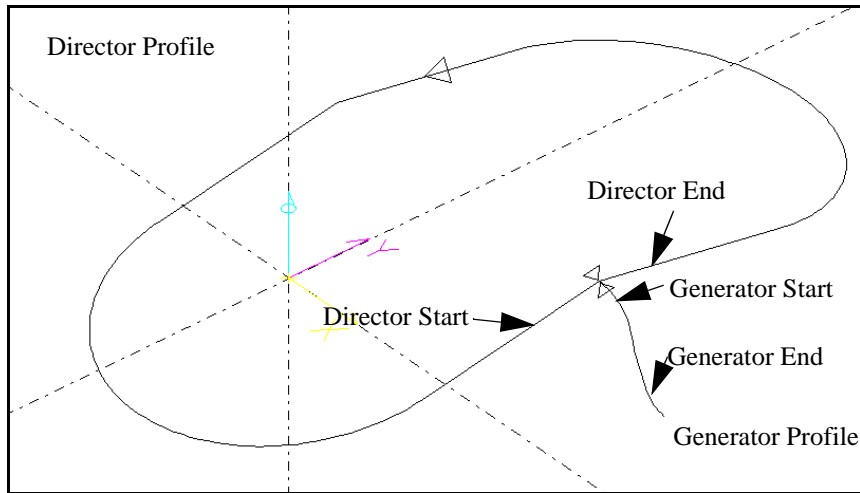 Director Profile
Director End
Generator Start
Director Start
Generator End
Generator Profile
Y
X